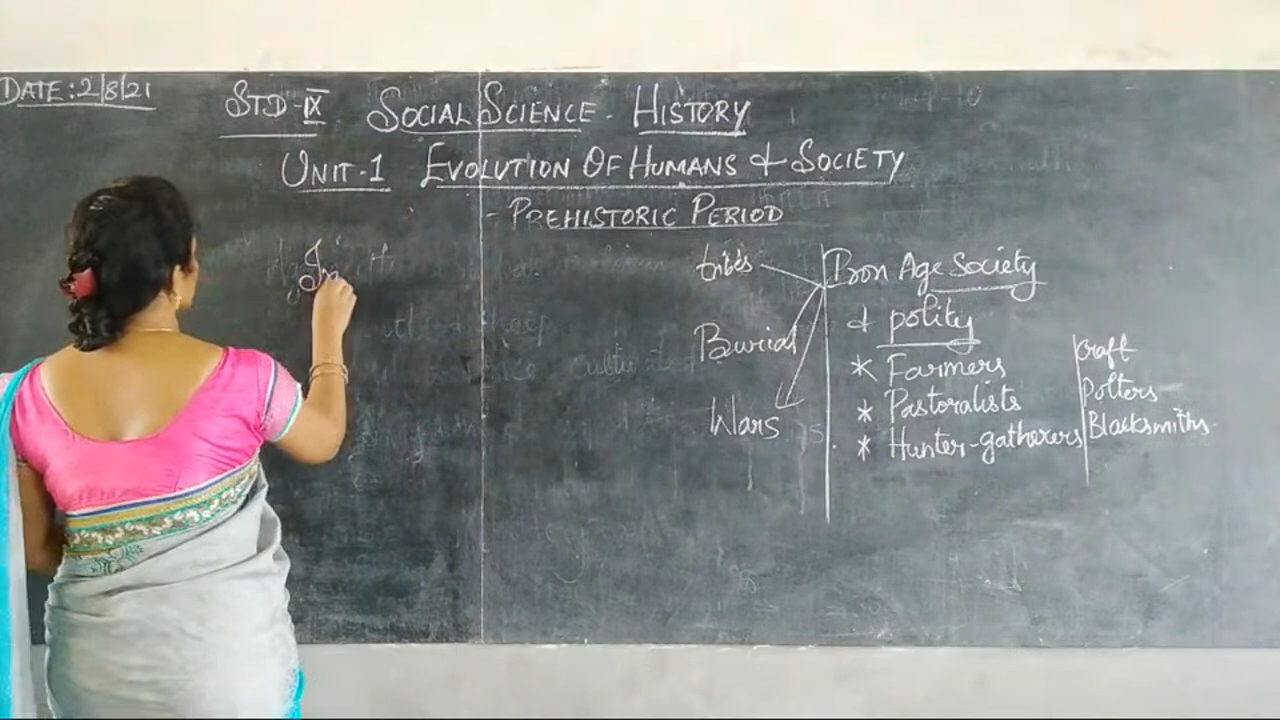 DATE: 2/8/21
STD-IX SOCIAL SCIENCE - HISTORY
UNIT-1 EVOLUTION OF HUMANS & SOCIETY
- PREHISTORIC PERIOD
tribes
Burial
Wars
Iron Age Society
& polity
* Farmers
* Pastoralists
* Hunter-gatherers
Craft
Potters
Blacksmiths.